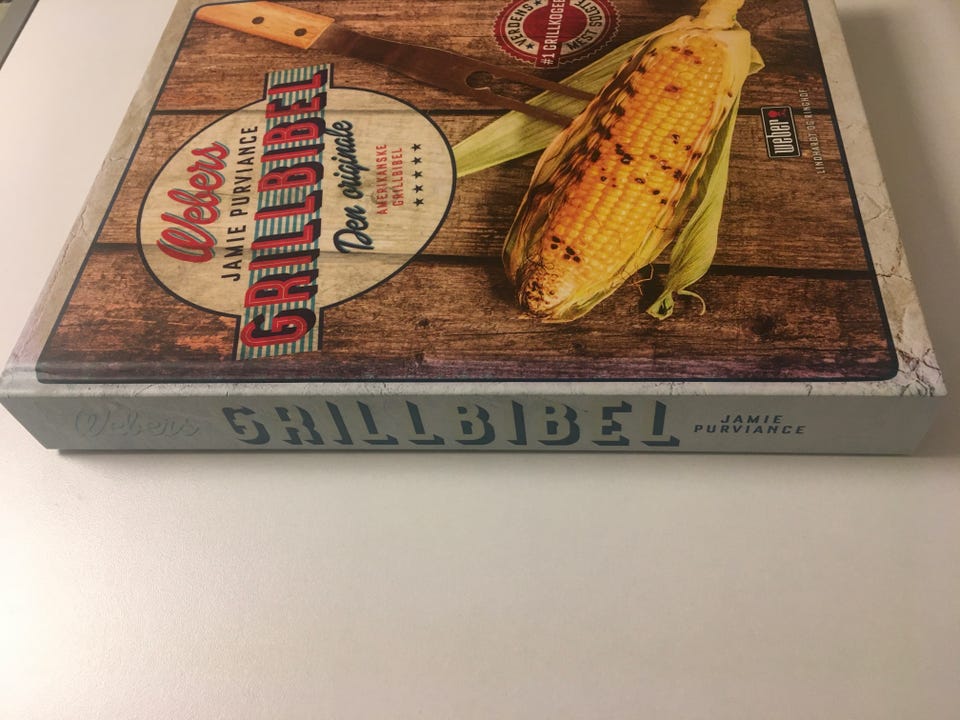 Webers
JAMIE PURVIANCE
GRILLBIBEL
Den originale
AMERIKANSKE
GRILLBIBEL
VERDENS
#1 GRILLKOGEB
MEST SOLGTE
weber
LINDHARDT OG RINGHOF
Webers GRILLBIBEL JAMIE
PURVIANCE